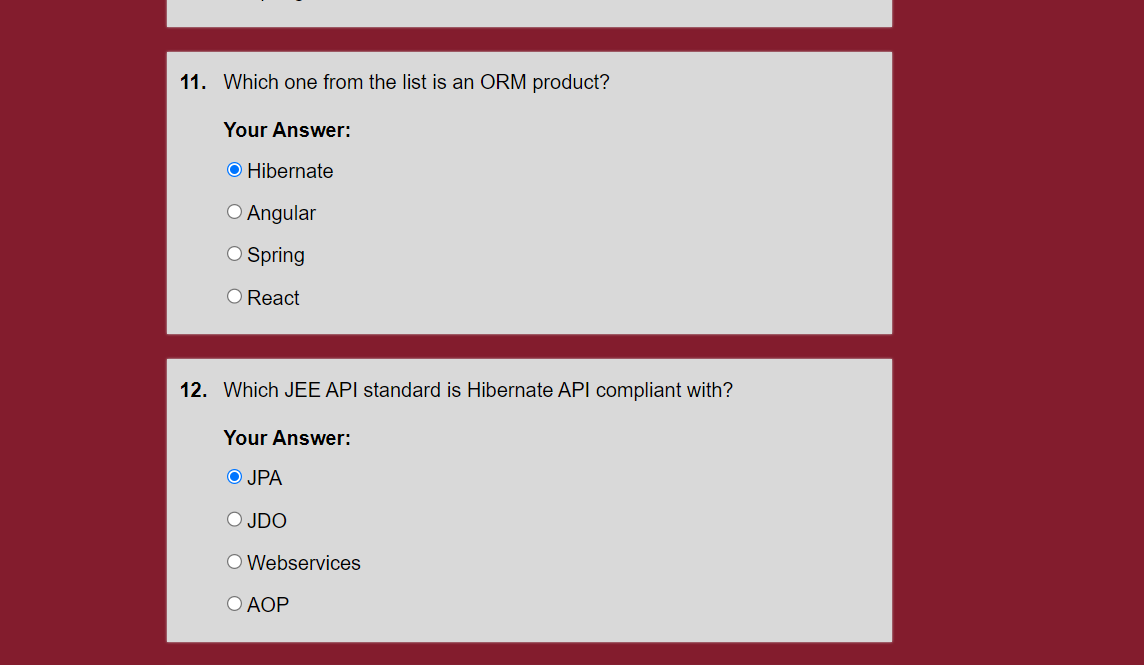 11. Which one from the list is an ORM product?
Your Answer:
Hibernate
Angular
Spring
React
12. Which JEE API standard is Hibernate API compliant with?
Your Answer:
JPA
JDO
Webservices
AOP